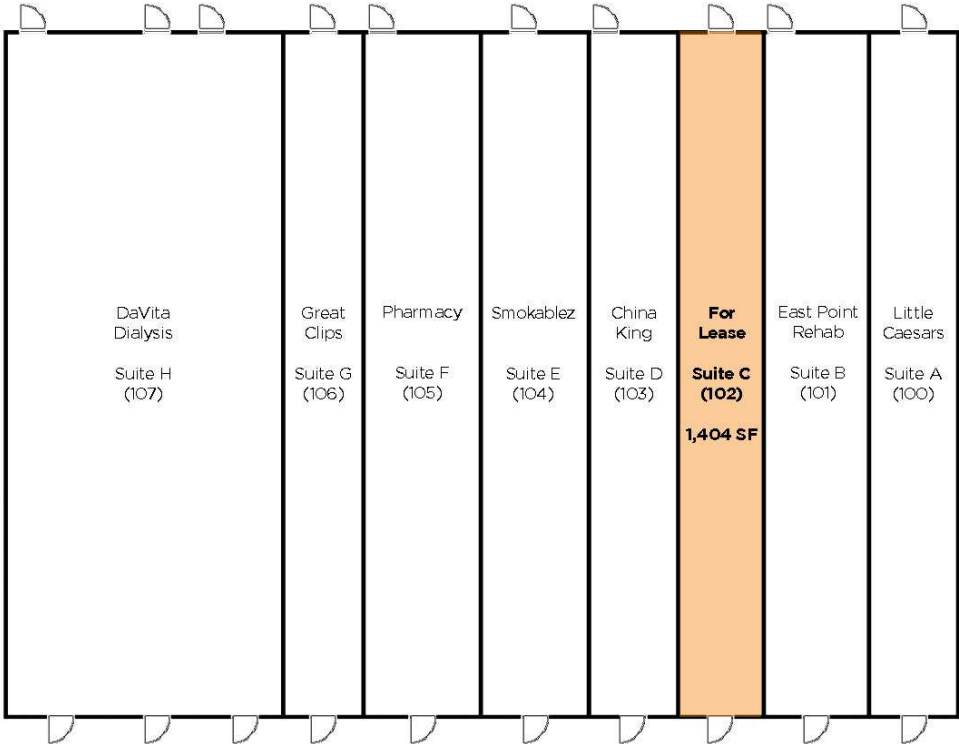 DaVita
Dialysis
Suite H
(107)
Great
Clips
Suite G
(106)
Pharmacy
Suite F
(105)
Smokablez
Suite E
(104)
China
King
Suite D
(103)
For
Lease
Suite C
(102)
1,404 SF
East Point
Rehab
Suite B
(101)
Little
Caesars
Suite A
(100)